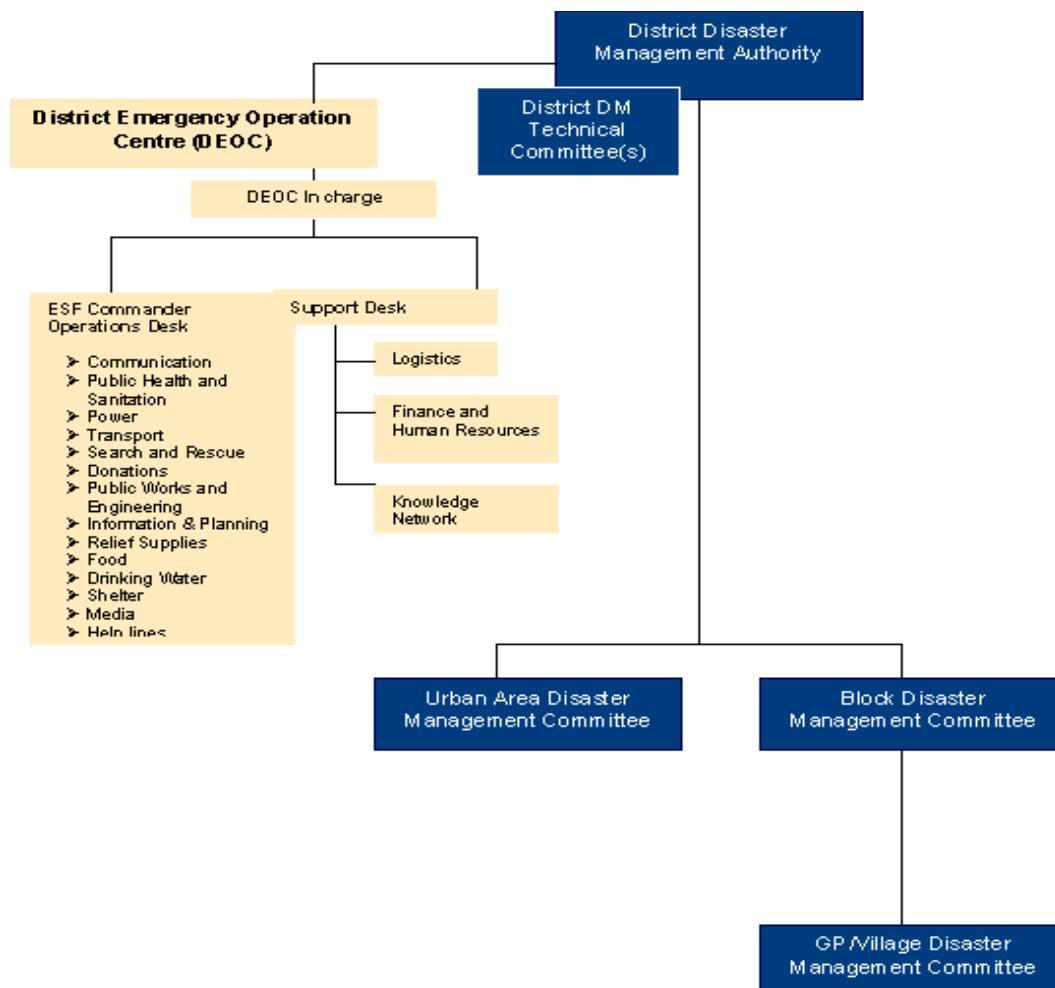 District Disaster
Management Authority
District DM
Technical
Committee(s)
District Emergency Operation
Centre (DEOC)
DEOC In charge
ESF Commander
Operations Desk
➢ Communication
➢ Public Health and
Sanitation
➢ Power
➢ Transport
➢ Search and Rescue
➢ Donations
➢ Public Works and
Engineering
➢ Information & Planning
➢ Relief Supplies
➢ Food
➢ Drinking Water
➢ Shelter
➢ Media
➢ Help lines
Support Desk
Logistics
Finance and
Human Resources
Knowledge
Network
Urban Area Disaster
Management Committee
Block Disaster
Management Committee
GP/Village Disaster
Management Committee